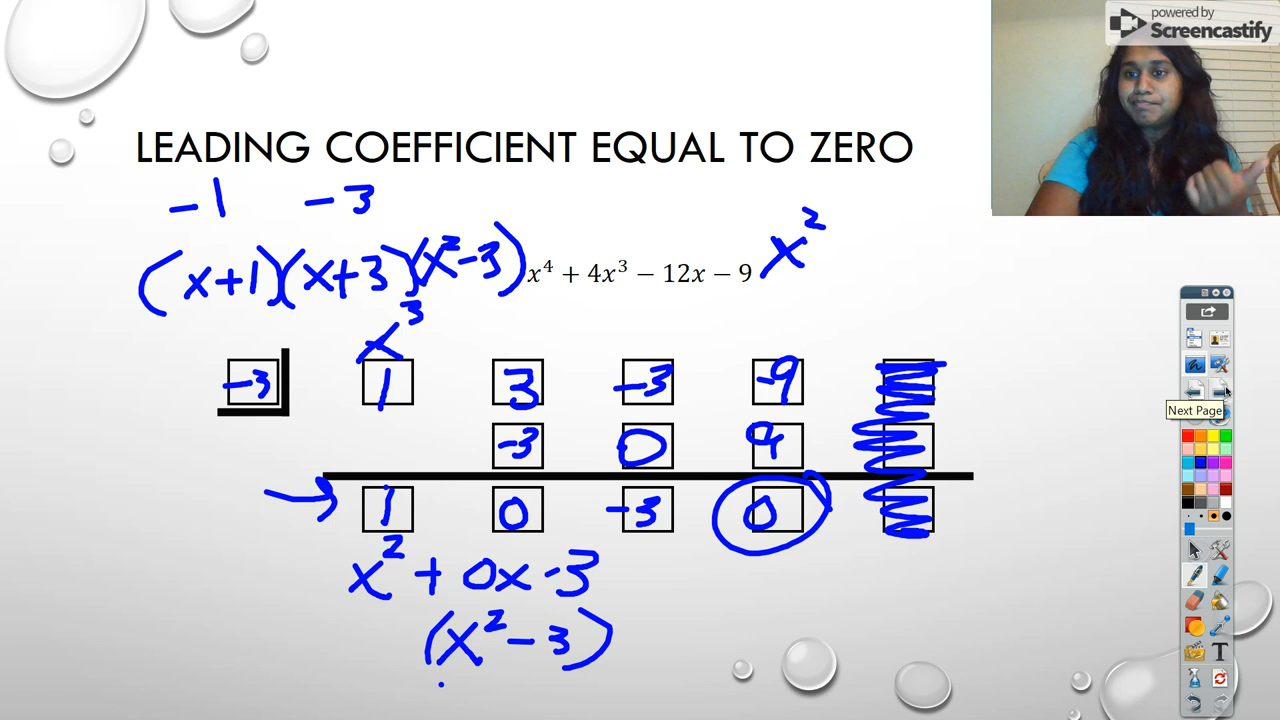 powered by
Screencastify
LEADING COEFFICIENT EQUAL TO ZERO
-1 -3
(x+1)(x+3)(x²-3) x⁴ + 4x³ − 12x − 9 x²
x³
-3 1 3 -3 -9
-3 0 9
1 0 -3 0
x² + 0x - 3
(x² - 3)
Next Page
T